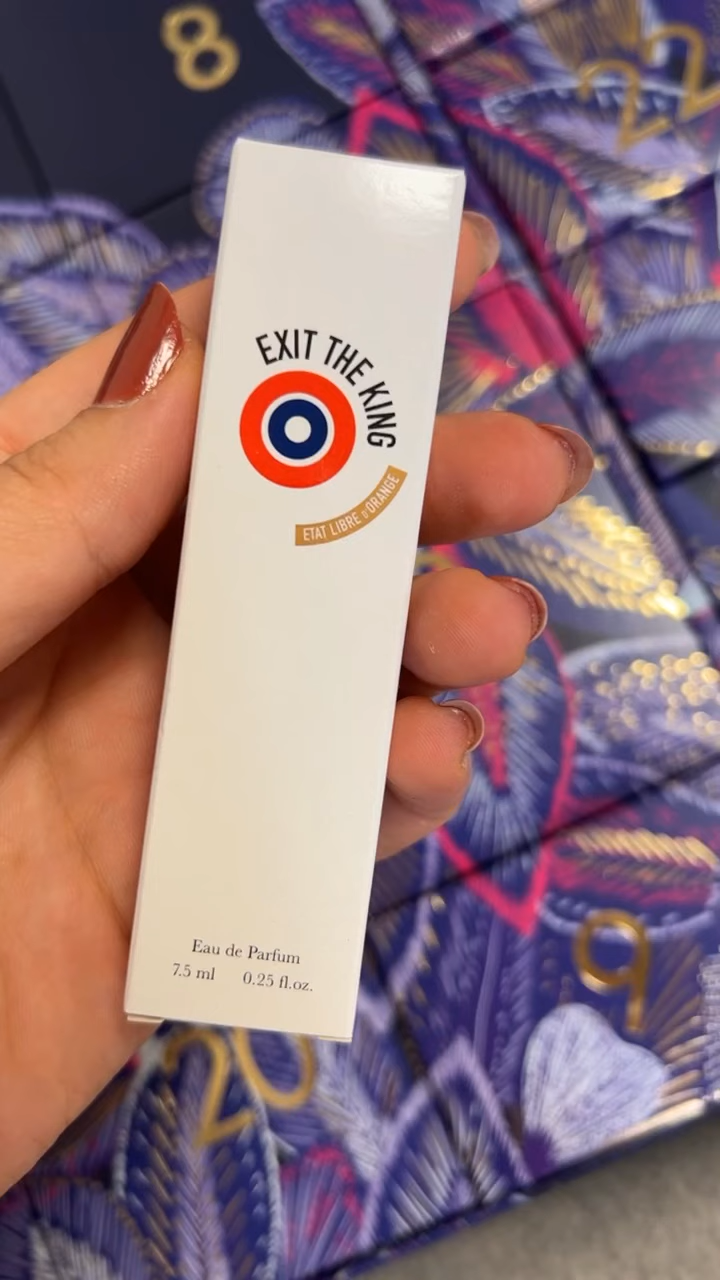 8
22
EXIT THE KING
ETAT LIBRE D'ORANGE
Eau de Parfum
7.5 ml 0.25 fl.oz.
9
20